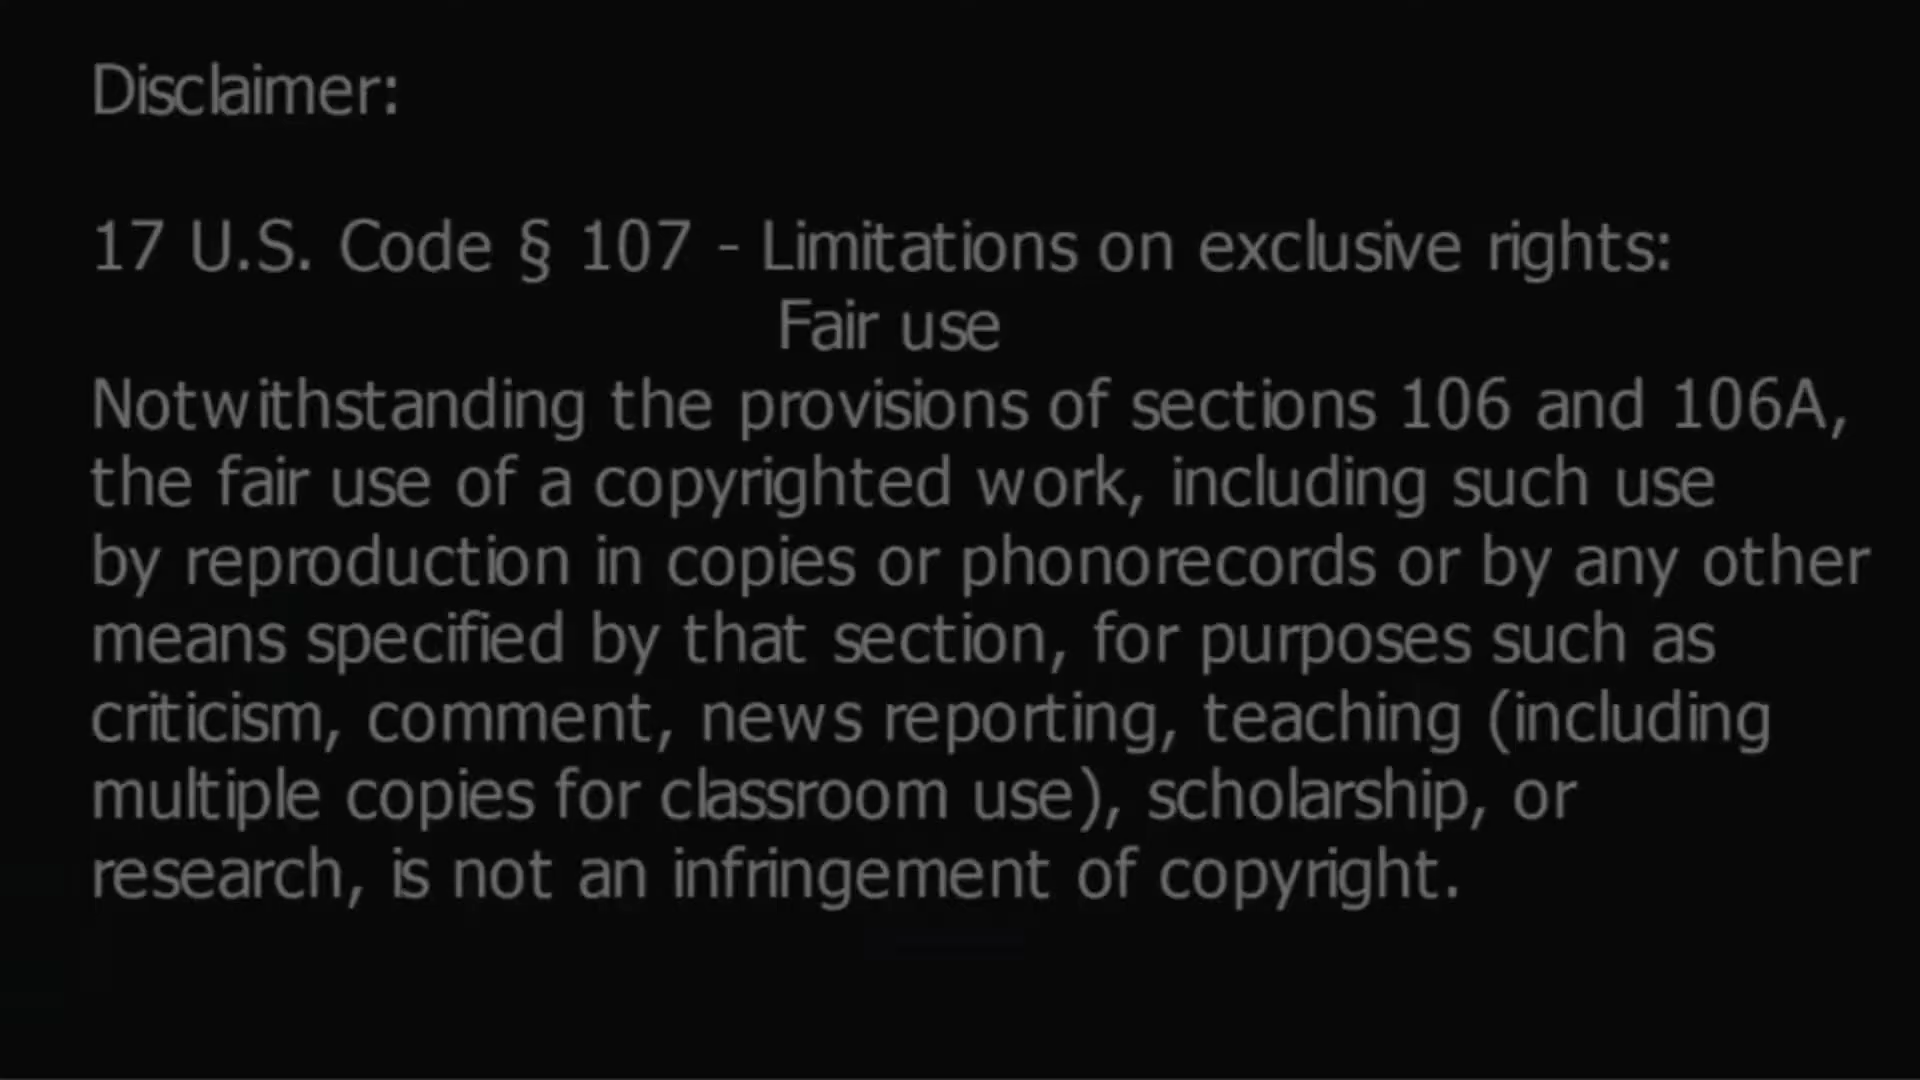 Disclaimer:
17 U.S. Code § 107 - Limitations on exclusive rights:
Fair use
Notwithstanding the provisions of sections 106 and 106A,
the fair use of a copyrighted work, including such use
by reproduction in copies or phonorecords or by any other
means specified by that section, for purposes such as
criticism, comment, news reporting, teaching (including
multiple copies for classroom use), scholarship, or
research, is not an infringement of copyright.